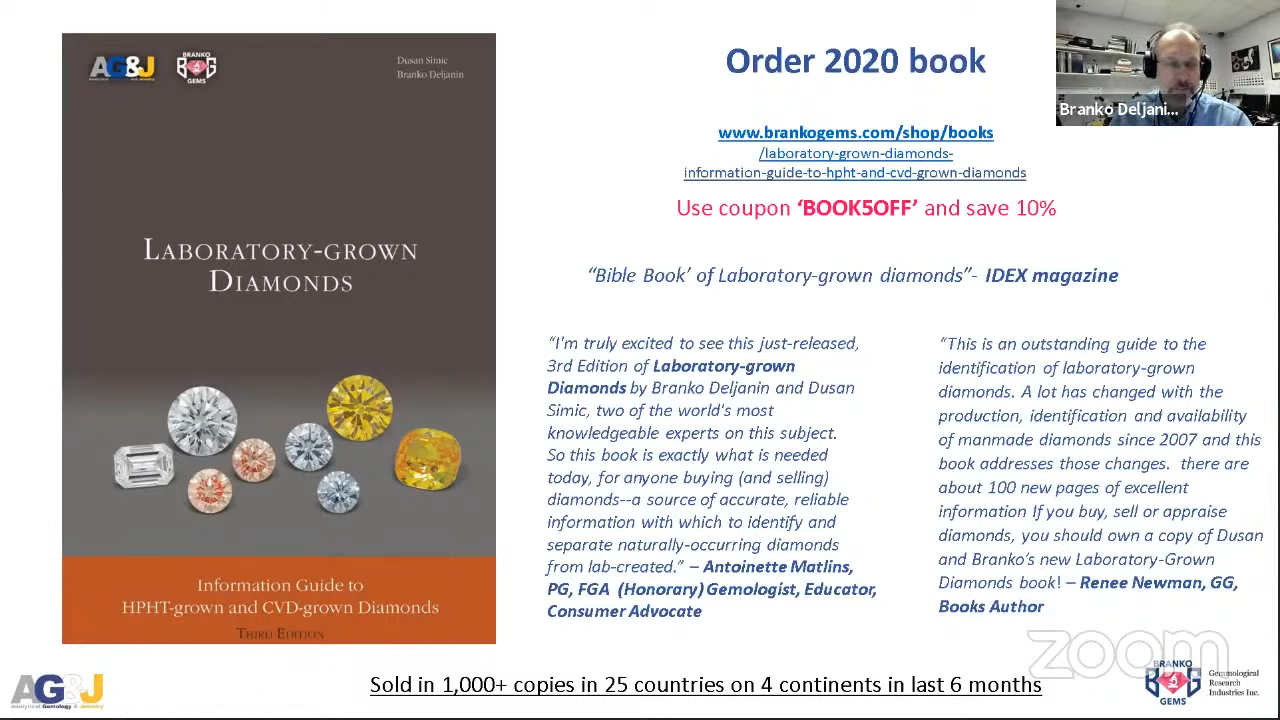 AG&J
BRANKO
GEMS
Dusan Simic
Branko Deljanin
LABORATORY-GROWN
DIAMONDS
Information Guide to
HPHT-grown and CVD-grown Diamonds
THIRD EDITION
Order 2020 book
www.brankogems.com/shop/books
/laboratory-grown-diamonds-
information-guide-to-hpht-and-cvd-grown-diamonds
Use coupon ‘BOOK5OFF’ and save 10%
“Bible Book’ of Laboratory-grown diamonds”- IDEX magazine
“I'm truly excited to see this just-released,
3rd Edition of Laboratory-grown
Diamonds by Branko Deljanin and Dusan
Simic, two of the world's most
knowledgeable experts on this subject.
So this book is exactly what is needed
today, for anyone buying (and selling)
diamonds--a source of accurate, reliable
information with which to identify and
separate naturally-occurring diamonds
from lab-created.” – Antoinette Matlins,
PG, FGA (Honorary) Gemologist, Educator,
Consumer Advocate
“This is an outstanding guide to the
identification of laboratory-grown
diamonds. A lot has changed with the
production, identification and availability
of manmade diamonds since 2007 and this
book addresses those changes. there are
about 100 new pages of excellent
information If you buy, sell or appraise
diamonds, you should own a copy of Dusan
and Branko’s new Laboratory-Grown
Diamonds book! – Renee Newman, GG,
Books Author
Branko Deljani...
zoom
AG&J
Analytical Gemology & Jewelry
Sold in 1,000+ copies in 25 countries on 4 continents in last 6 months
BRANKO
GEMS
Gemmological
Research
Industries Inc.